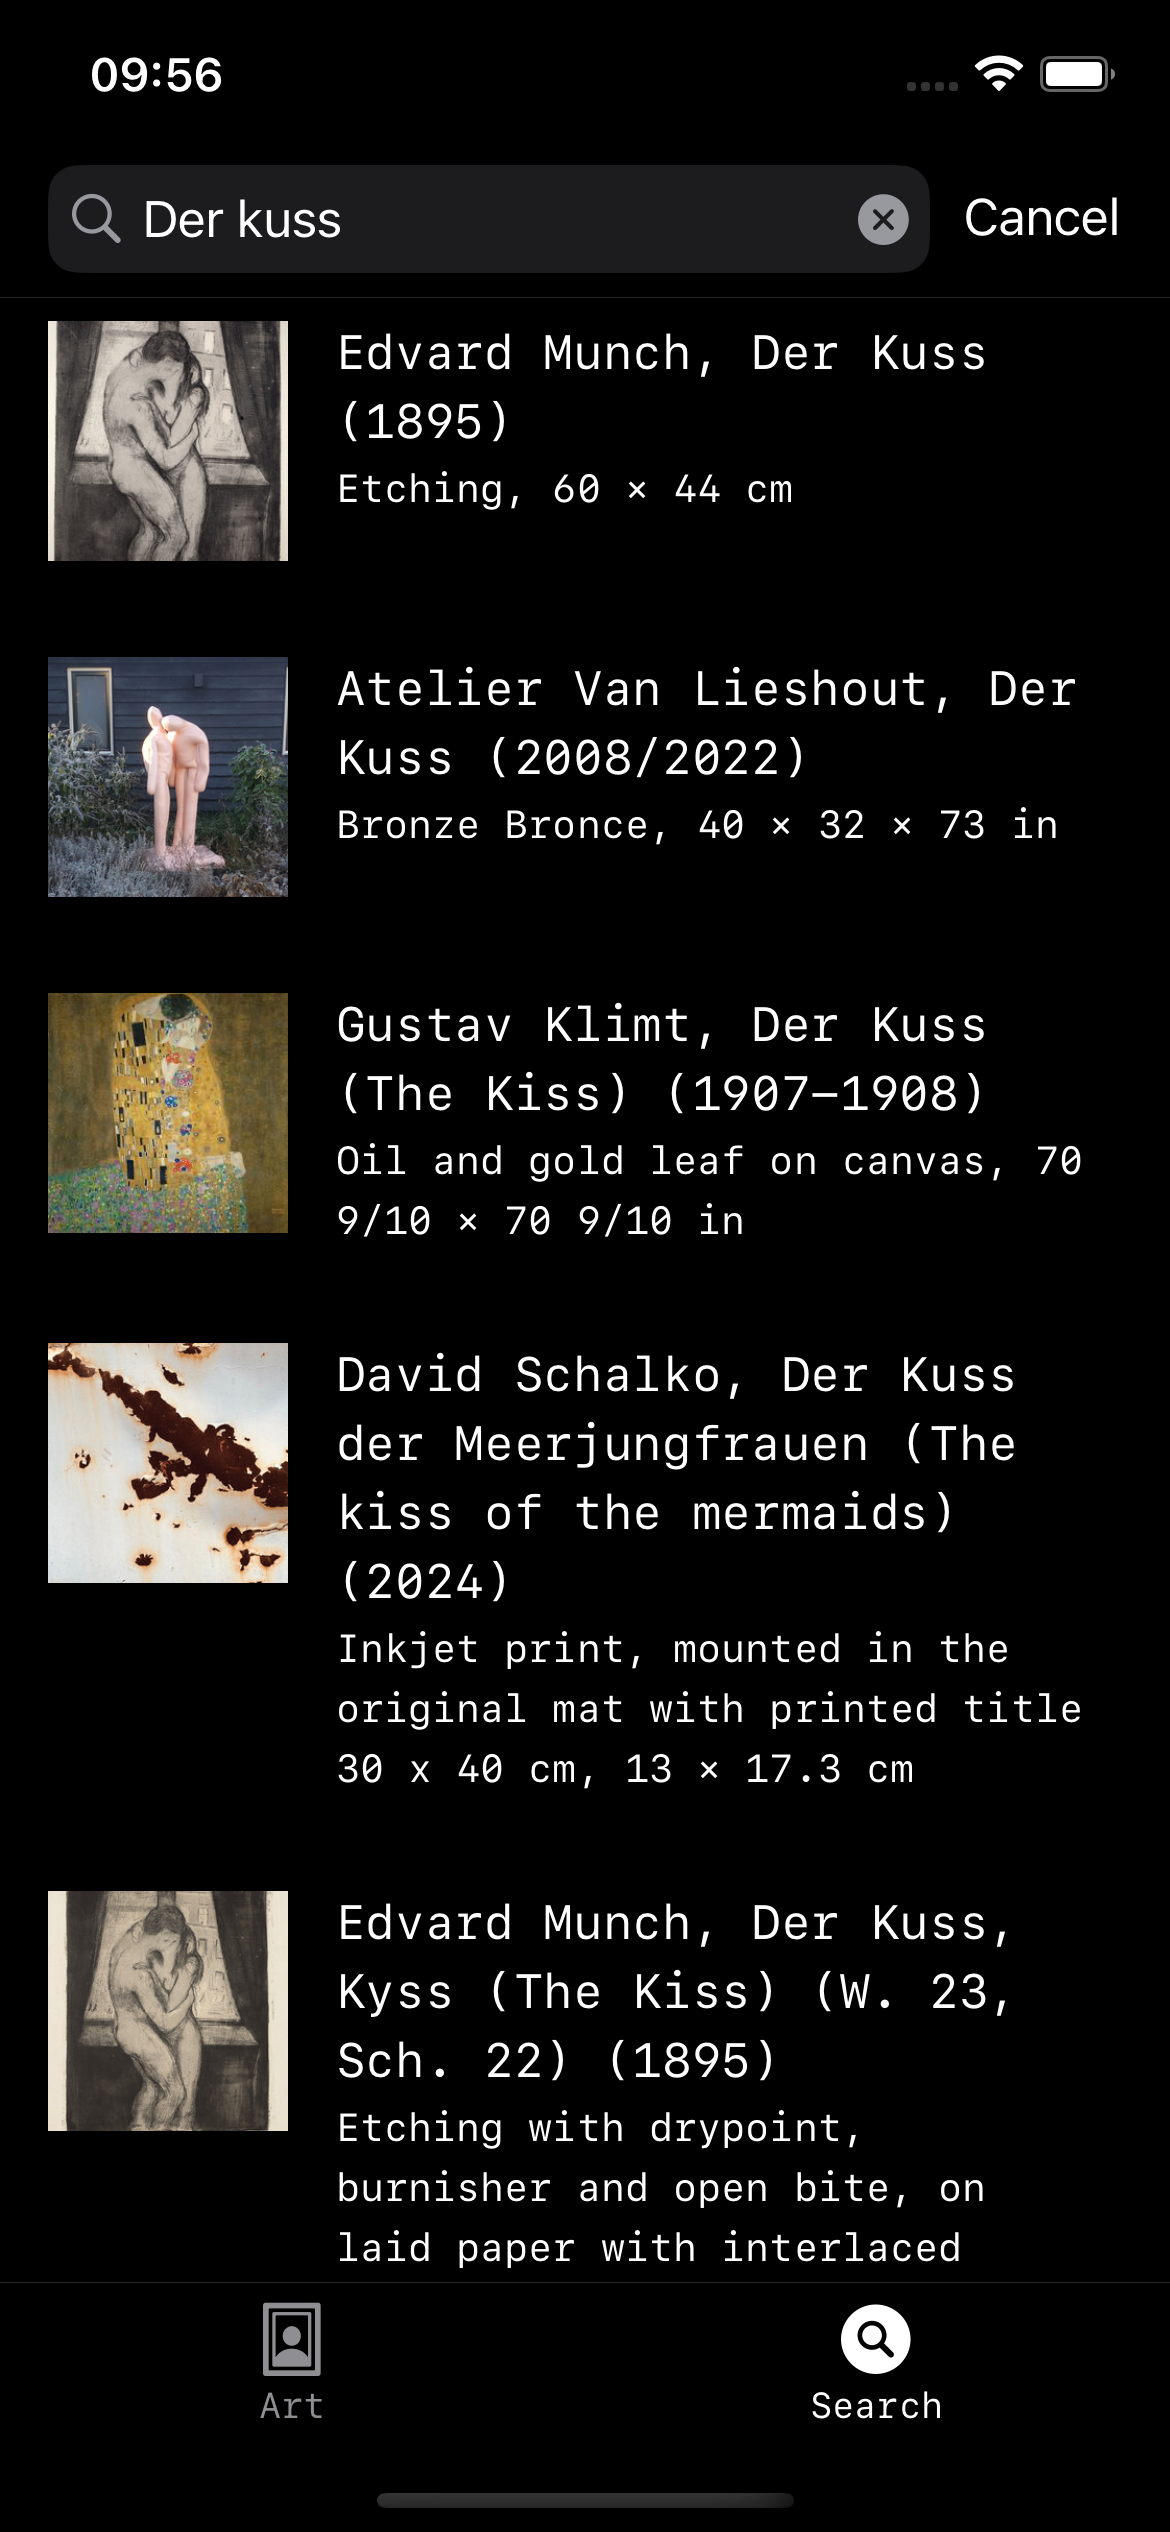 09:56
Der kuss
Cancel
Edvard Munch, Der Kuss
(1895)
Etching, 60 × 44 cm
Atelier Van Lieshout, Der
Kuss (2008/2022)
Bronze Bronce, 40 × 32 × 73 in
Gustav Klimt, Der Kuss
(The Kiss) (1907–1908)
Oil and gold leaf on canvas, 70
9/10 × 70 9/10 in
David Schalko, Der Kuss
der Meerjungfrauen (The
kiss of the mermaids)
(2024)
Inkjet print, mounted in the
original mat with printed title
30 x 40 cm, 13 × 17.3 cm
Edvard Munch, Der Kuss,
Kyss (The Kiss) (W. 23,
Sch. 22) (1895)
Etching with drypoint,
burnisher and open bite, on
laid paper with interlaced
Art
Search